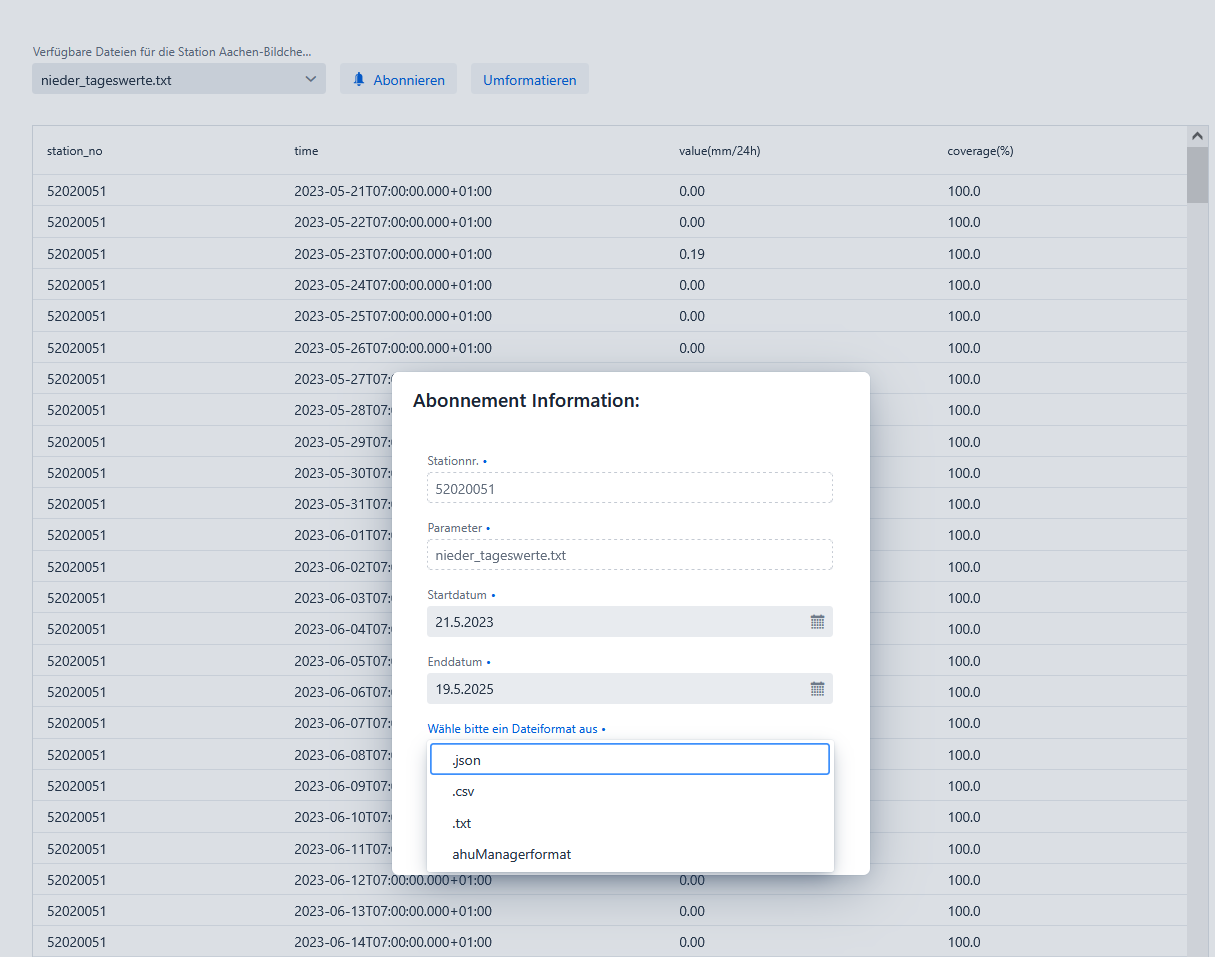 Verfügbare Dateien für die Station Aachen-Bildche...
nieder_tageswerte.txt Abonnieren Umformatieren
station_no time value(mm/24h) coverage(%)
52020051 2023-05-21T07:00:00.000+01:00 0.00 100.0
52020051 2023-05-22T07:00:00.000+01:00 0.00 100.0
52020051 2023-05-23T07:00:00.000+01:00 0.19 100.0
52020051 2023-05-24T07:00:00.000+01:00 0.00 100.0
52020051 2023-05-25T07:00:00.000+01:00 0.00 100.0
52020051 2023-05-26T07:00:00.000+01:00 0.00 100.0
52020051 2023-05-27T07: 100.0
52020051 2023-05-28T07: 100.0
52020051 2023-05-29T07: 100.0
52020051 2023-05-30T07: 100.0
52020051 2023-05-31T07: 100.0
52020051 2023-06-01T07: 100.0
52020051 2023-06-02T07: 100.0
52020051 2023-06-03T07: 100.0
52020051 2023-06-04T07: 100.0
52020051 2023-06-05T07: 100.0
52020051 2023-06-06T07: 100.0
52020051 2023-06-07T07: 100.0
52020051 2023-06-08T07: 100.0
52020051 2023-06-09T07: 100.0
52020051 2023-06-10T07: 100.0
52020051 2023-06-11T07: 100.0
52020051 2023-06-12T07:00:00.000+01:00 0.00 100.0
52020051 2023-06-13T07:00:00.000+01:00 0.00 100.0
52020051 2023-06-14T07:00:00.000+01:00 0.00 100.0
Abonnement Information:
Stationnr. •
52020051
Parameter •
nieder_tageswerte.txt
Startdatum •
21.5.2023
Enddatum •
19.5.2025
Wähle bitte ein Dateiformat aus •
.json
.csv
.txt
ahuManagerformat